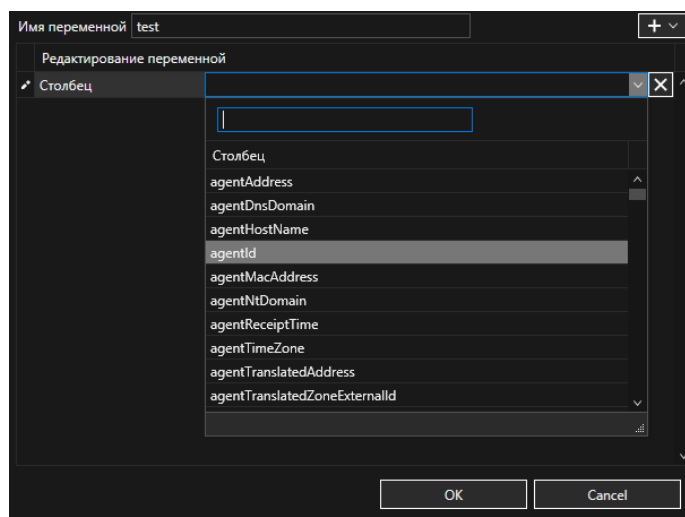 Имя переменной test
Редактирование переменной
Столбец
Столбец
agentAddress
agentDnsDomain
agentHostName
agentId
agentMacAddress
agentNtDomain
agentReceiptTime
agentTimeZone
agentTranslatedAddress
agentTranslatedZoneExternalId
OK Cancel